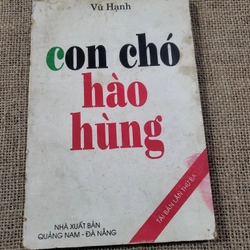 Vũ Hạnh
con chó
hào
hùng
TÁI BẢN LẦN THỨ BA
NHÀ XUẤT BẢN
QUẢNG NAM - ĐÀ NẴNG